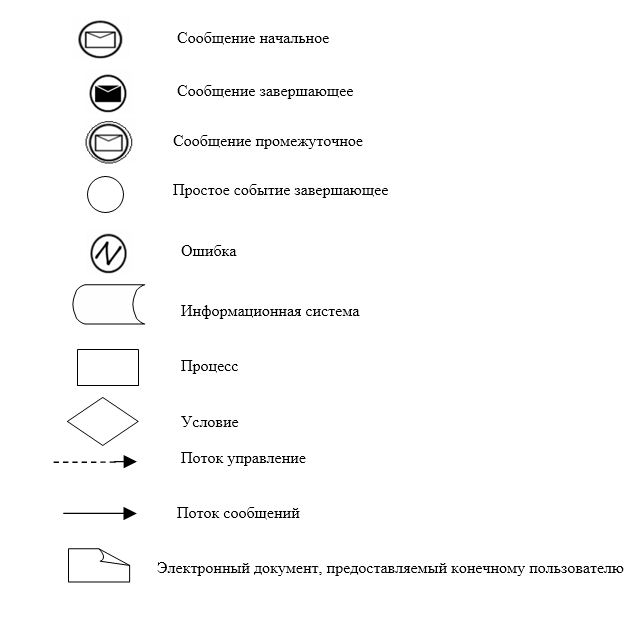 Сообщение начальное
Сообщение завершающее
Сообщение промежуточное
Простое событие завершающее
Ошибка
Информационная система
Процесс
Условие
Поток управление
Поток сообщений
Электронный документ, предоставляемый конечному пользователю